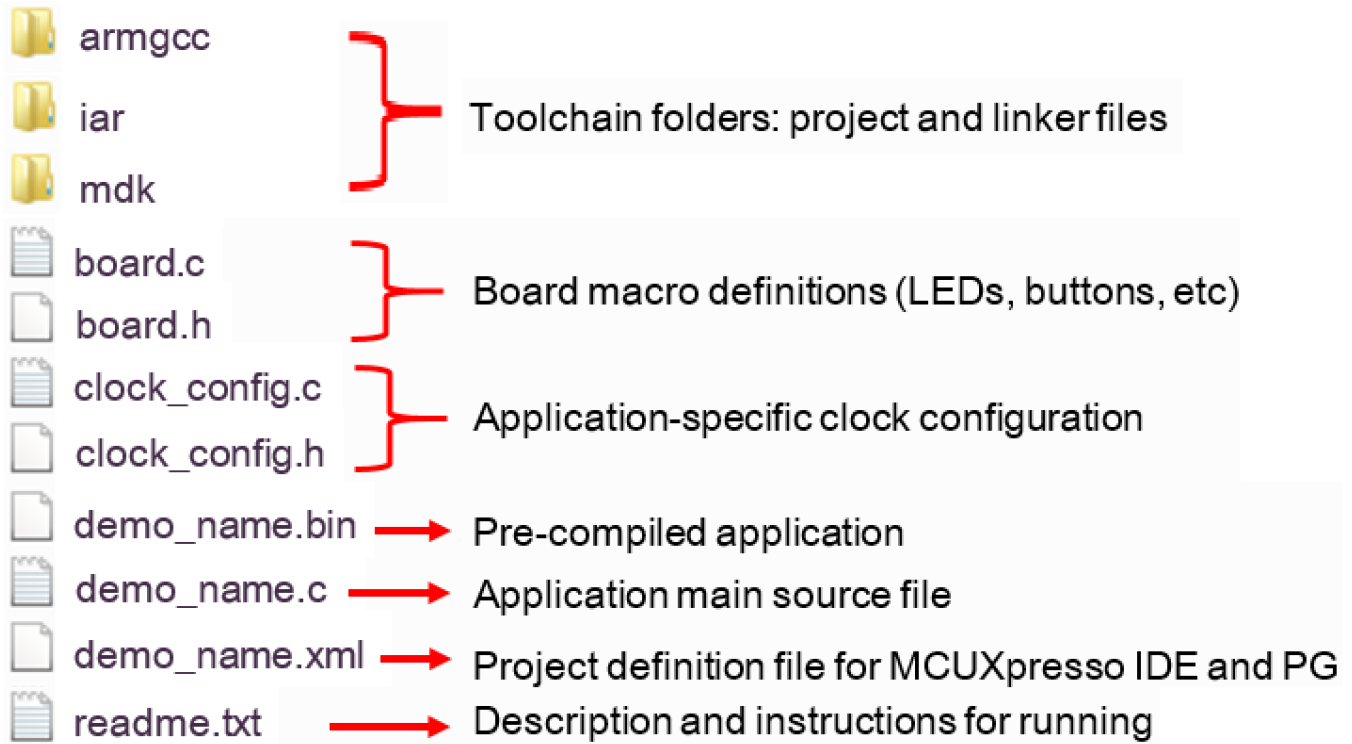 armgcc
iar
mdk
Toolchain folders: project and linker files
board.c
board.h
Board macro definitions (LEDs, buttons, etc)
clock_config.c
clock_config.h
Application-specific clock configuration
demo_name.bin
Pre-compiled application
demo_name.c
Application main source file
demo_name.xml
Project definition file for MCUXpresso IDE and PG
readme.txt
Description and instructions for running